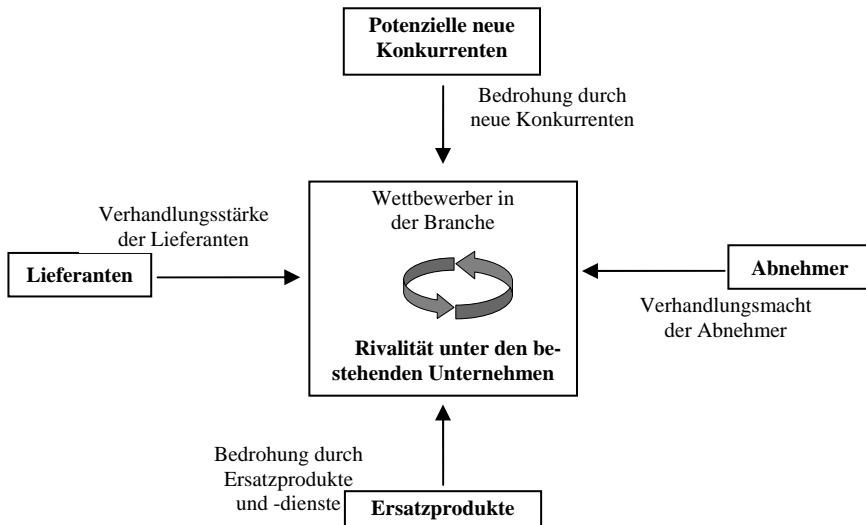 Potenzielle neue
Konkurrenten
Bedrohung durch
neue Konkurrenten
Verhandlungsstärke
der Lieferanten
Lieferanten
Wettbewerber in
der Branche
Rivalität unter den be-
stehenden Unternehmen
Abnehmer
Verhandlungsmacht
der Abnehmer
Bedrohung durch
Ersatzprodukte
und -dienste
Ersatzprodukte